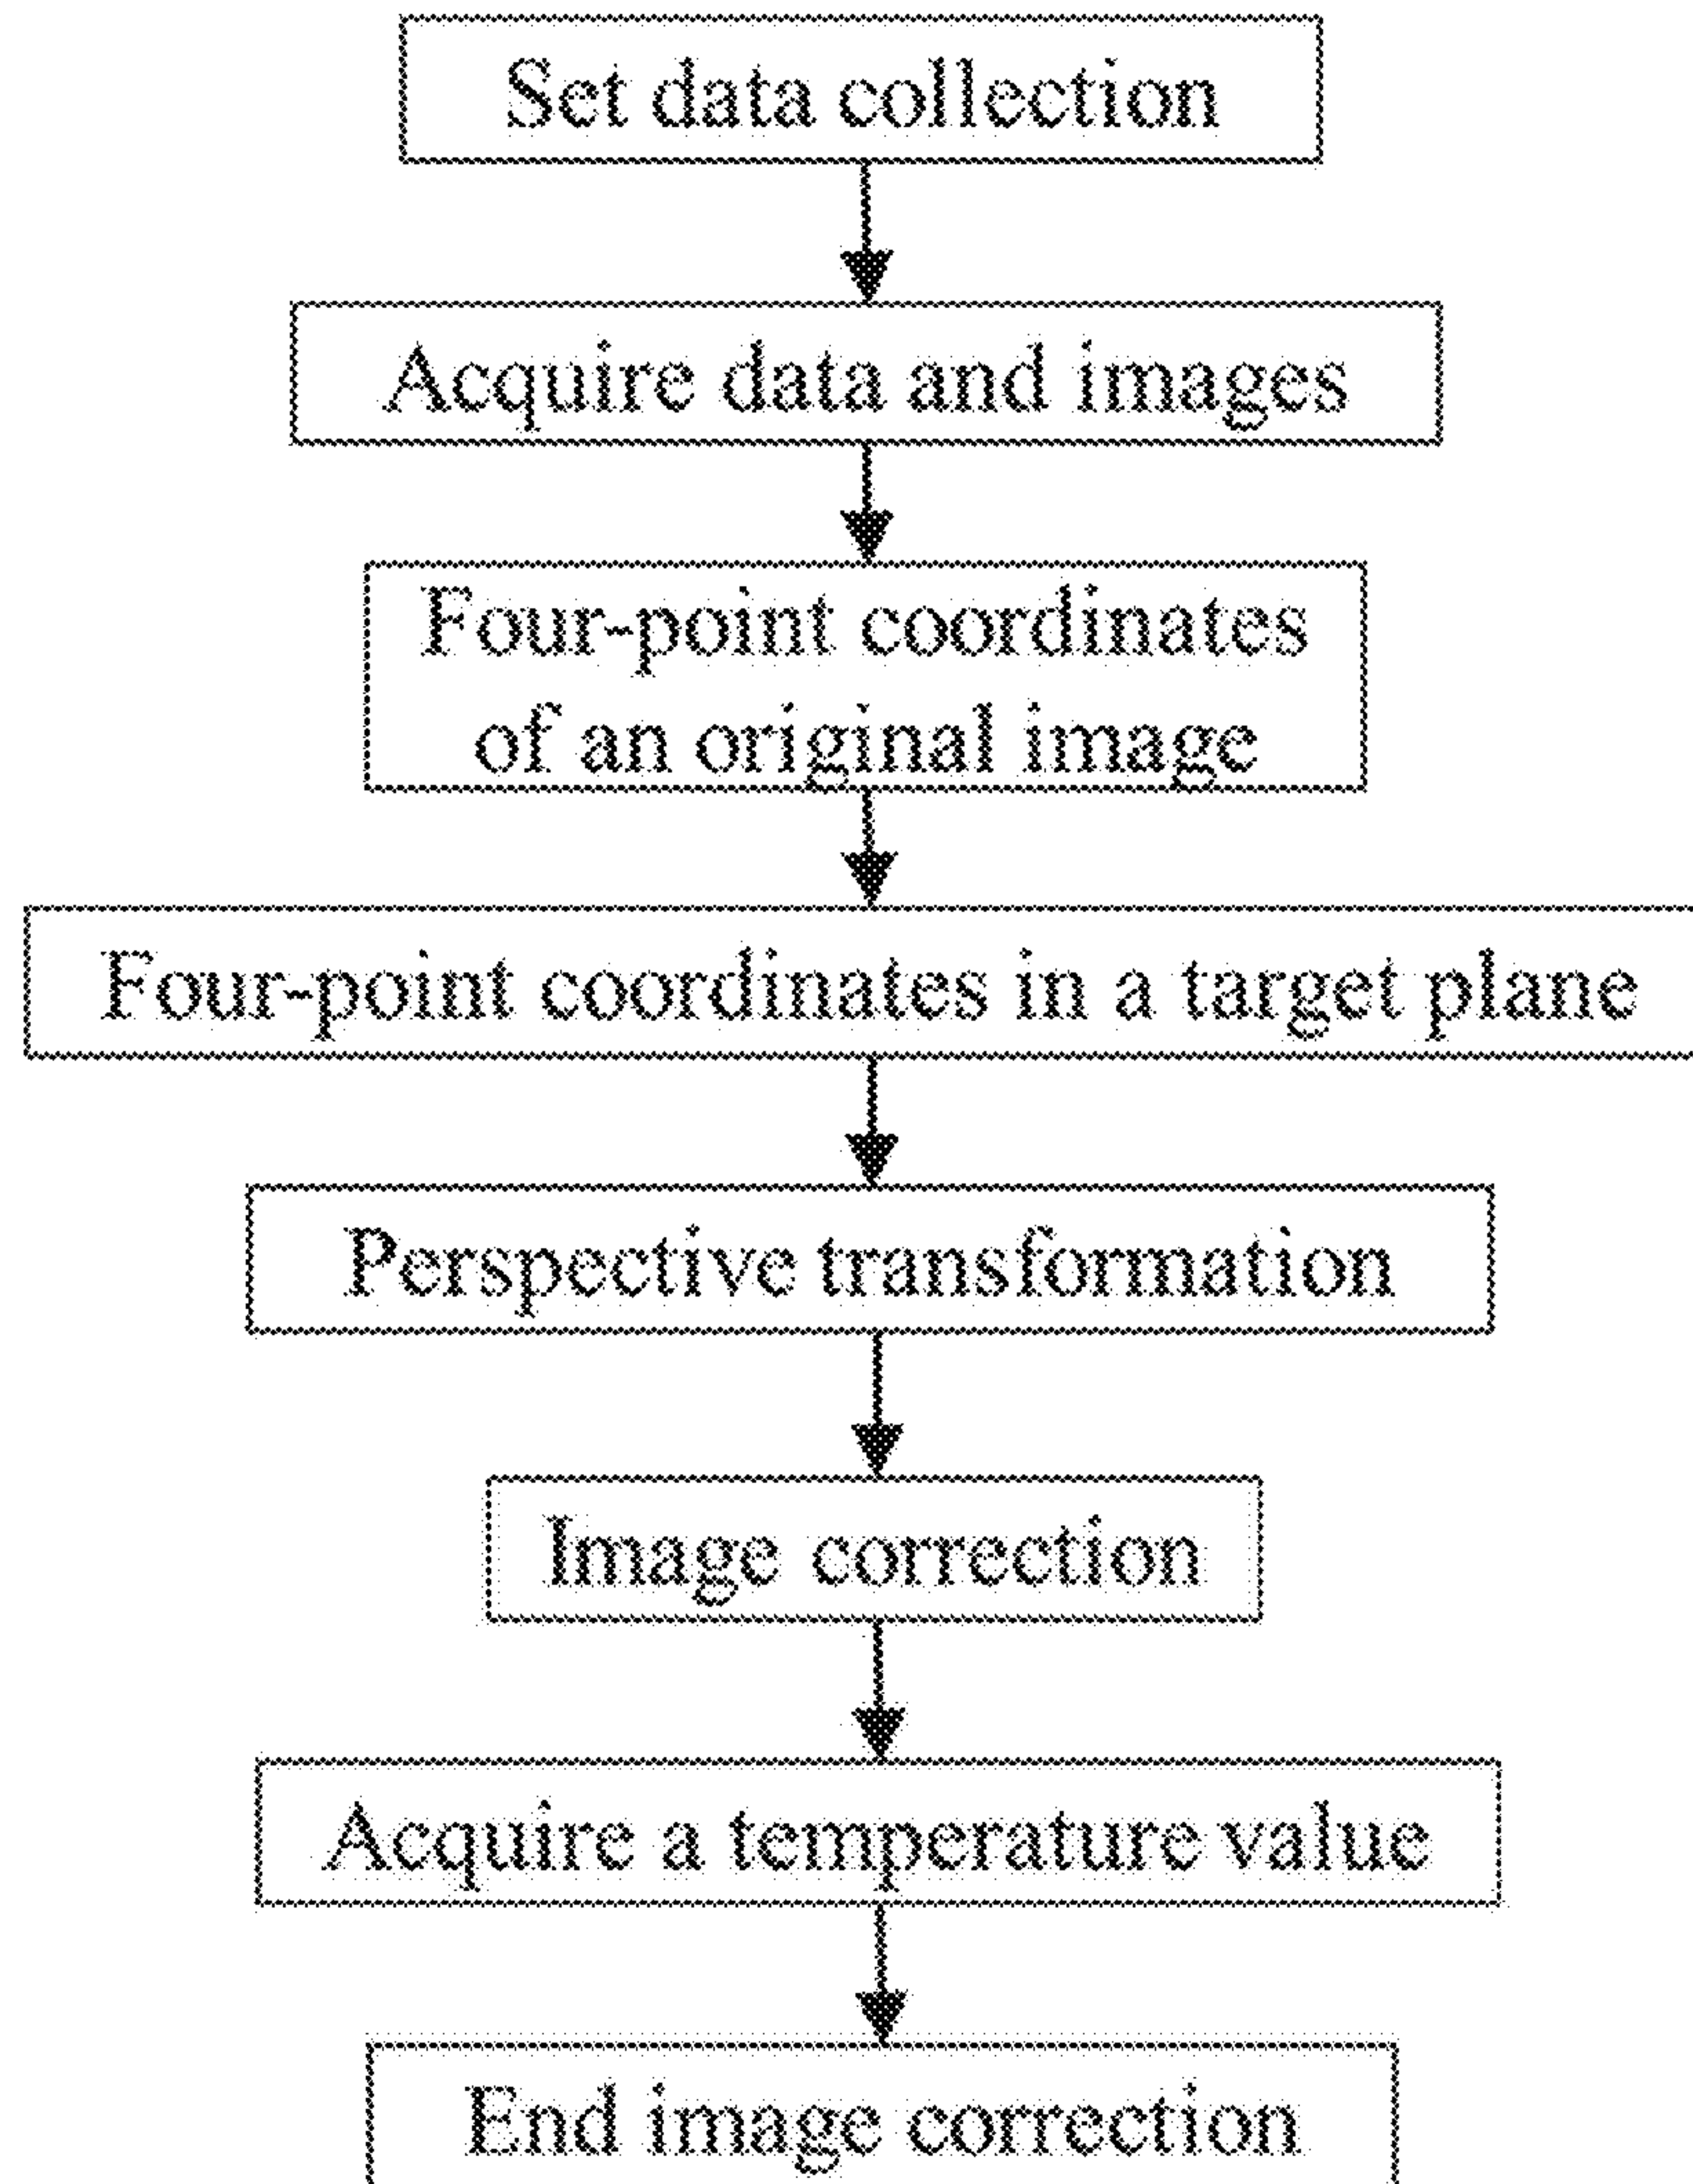 Set data collection
Acquire data and images
Four-point coordinates
of an original image
Four-point coordinates in a target plane
Perspective transformation
Image correction
Acquire a temperature value
End image correction